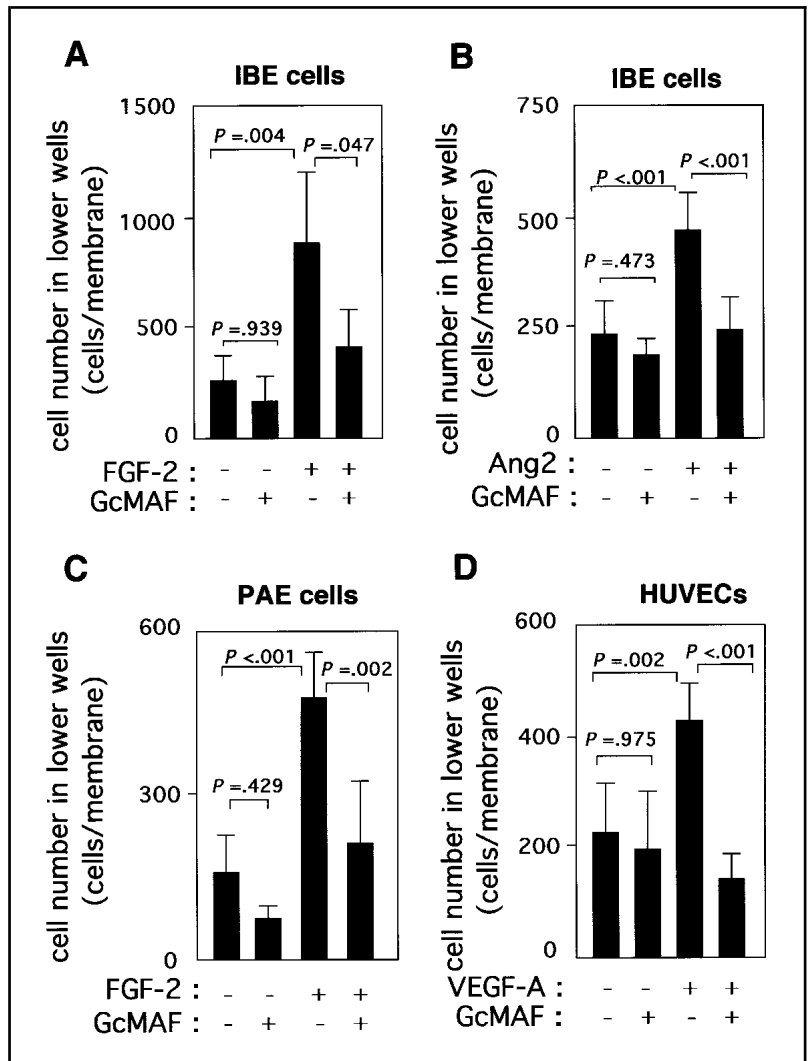 A
IBE cells
cell number in lower wells
(cells/membrane)
1500
1000
500
0
P =.004
P =.047
P =.939
FGF-2 : - - + +
GcMAF : - + - +
B
IBE cells
cell number in lower wells
(cells/membrane)
750
500
250
0
P <.001
P <.001
P =.473
Ang2 : - - + +
GcMAF : - + - +
C
PAE cells
cell number in lower wells
(cells/membrane)
600
300
0
P <.001
P =.002
P =.429
FGF-2 : - - + +
GcMAF : - + - +
D
HUVECs
cell number in lower wells
(cells/membrane)
600
400
200
0
P =.002
P <.001
P =.975
VEGF-A : - - + +
GcMAF : - + - +